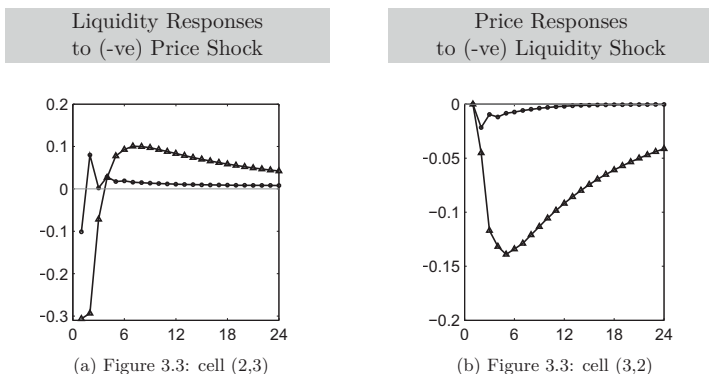 Liquidity Responses
to (-ve) Price Shock
Price Responses
to (-ve) Liquidity Shock
0.2
0.1
0
−0.1
−0.2
−0.3
0 6 12 18 24
(a) Figure 3.3: cell (2,3)
0
−0.05
−0.1
−0.15
−0.2
0 6 12 18 24
(b) Figure 3.3: cell (3,2)